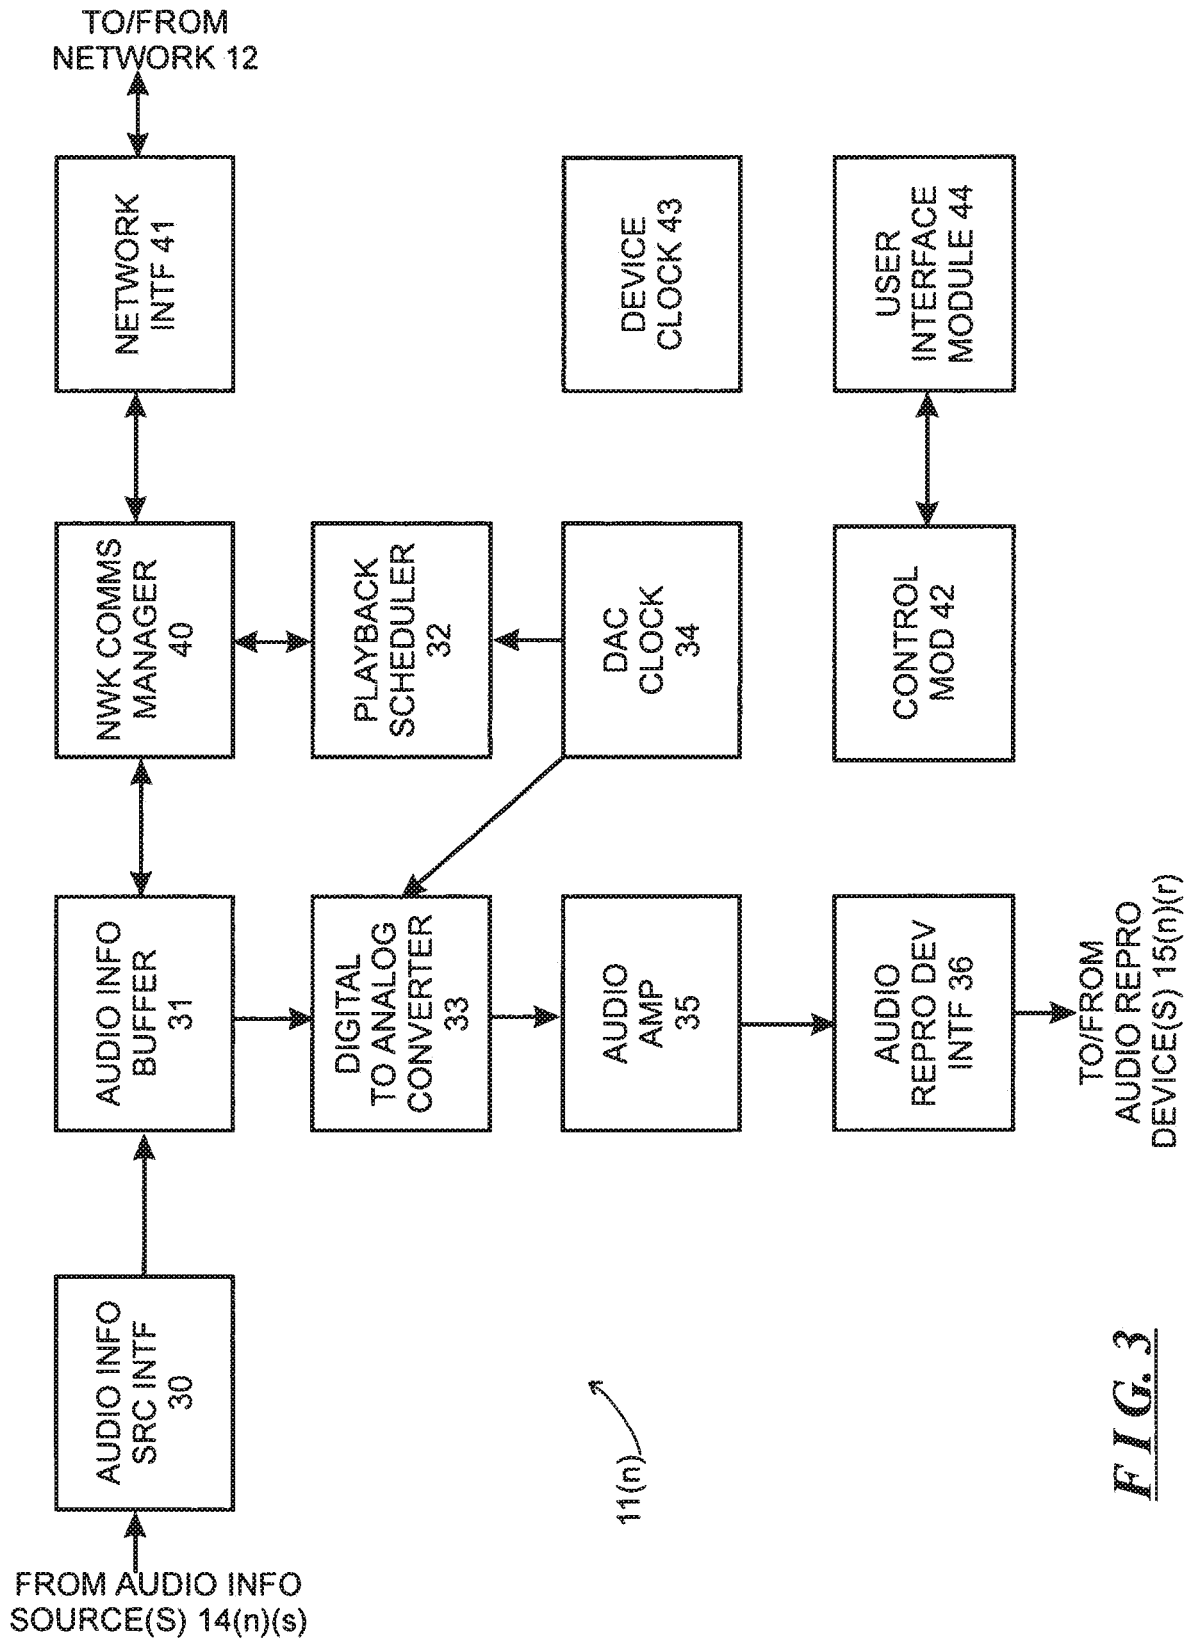 TO/FROM
NETWORK 12
NETWORK
INTF 41
DEVICE
CLOCK 43
USER
INTERFACE
MODULE 44
NWK COMMS
MANAGER
40
PLAYBACK
SCHEDULER
32
DAC
CLOCK
34
CONTROL
MOD 42
AUDIO INFO
BUFFER
31
DIGITAL
TO ANALOG
CONVERTER
33
AUDIO
AMP
35
AUDIO
REPRO DEV
INTF 36
TO/FROM
AUDIO REPRO
DEVICE(S) 15(n)(r)
AUDIO INFO
SRC INTF
30
FROM AUDIO INFO
SOURCE(S) 14(n)(s)
11(n)
FIG. 3